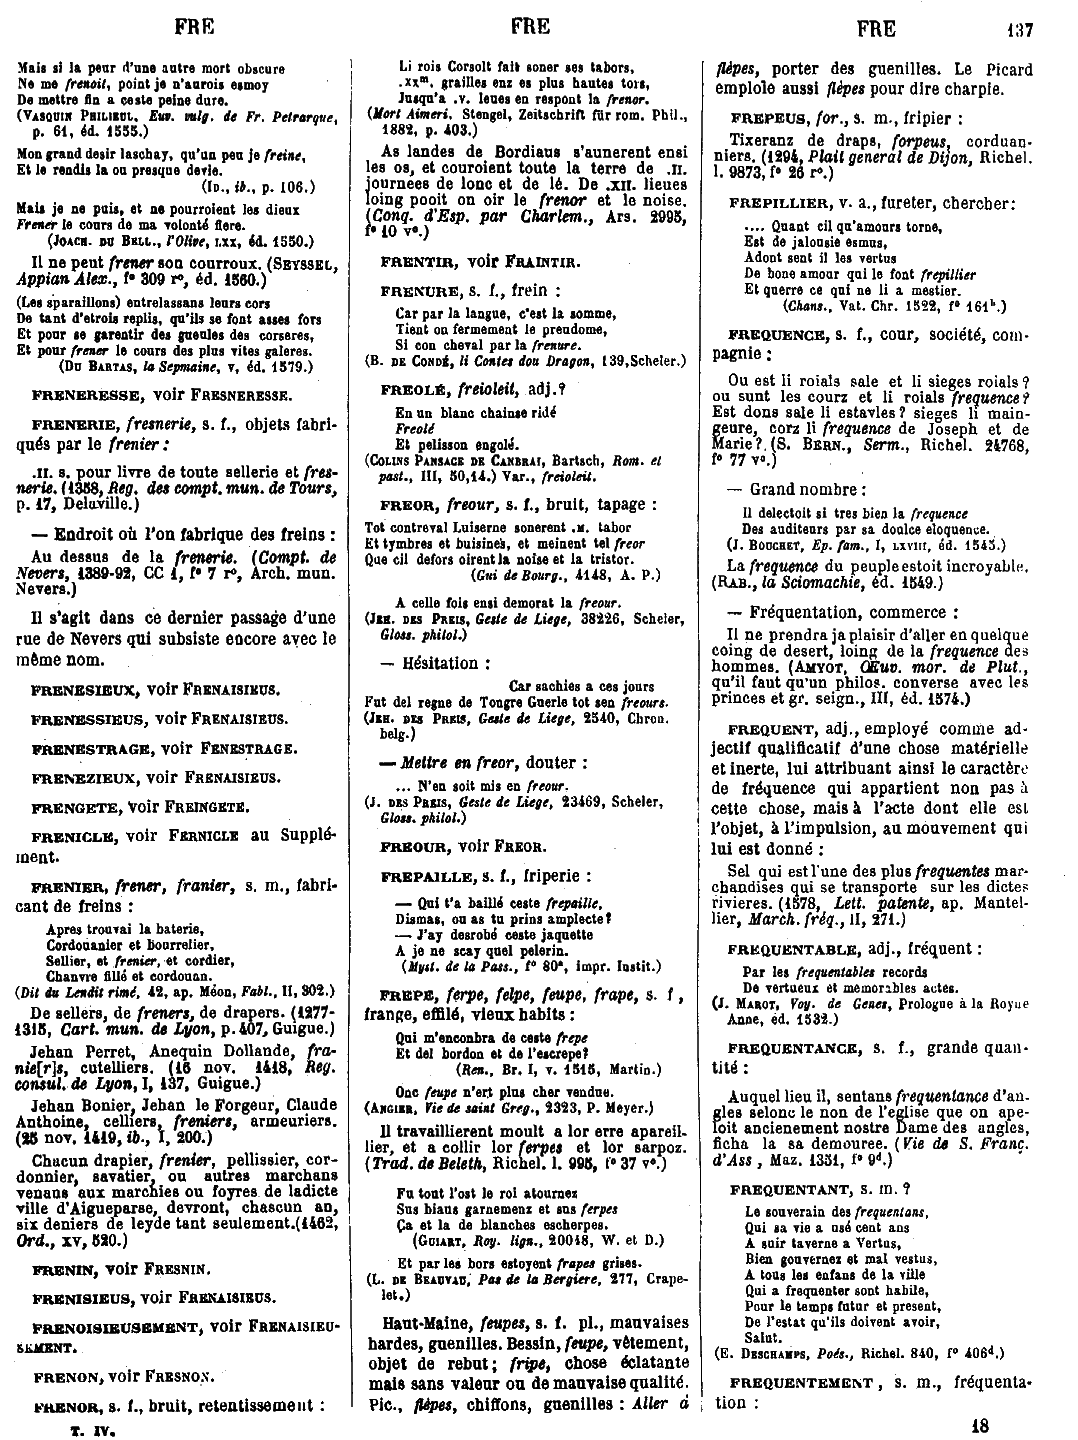 FRE
FRE
FRE 137
Mais si la peur d'une autre mort obscure
Ne me frenoit, point je n'aurois esmoy
De mettre fin a ceste peine dure.
(VASQUIN PHILIEUL, Euv. vulg. de Fr. Petrarque,
p. 61, éd. 1555.)
Mon grand desir laschay, qu'un peu je freine,
Et le rendis la ou presque derie.
(ID., ib., p. 106.)
Mais je ne puis, et ne pourroient les dieux
Frener le cours de ma volonté fiere.
(JOACH. DU BELL., l'Olive, LXX, éd. 1550.)
Il ne peut frener son courroux. (SEYSSEL,
Appian Alex., f° 309 r°, éd. 1560.)
(Les sparaillons) entrelassans leurs cors
De tant d'etrois replis, qu'ils se font asses fors
Et pour se garentir des gueules des corseres,
Et pour frener le cours des plus vites galeres.
(DU BARTAS, la Sepmaine, V, éd. 1579.)
FRENERESSE, voir FRESNERESSE.
FRENERIE, fresnerie, s. f., objets fabri-
qués par le frenier :
.II. s. pour livre de toute sellerie et fres-
nerie. (1358, Reg. des compt. mun. de Tours,
p. 17, Delaville.)
— Endroit où l'on fabrique des freins :
Au dessus de la frenerie. (Compt. de
Nevers, 1389-92, CC 1, f° 7 r°, Arch. mun.
Nevers.)
Il s'agit dans ce dernier passage d'une
rue de Nevers qui subsiste encore avec le
même nom.
FRENESIEUX, voir FRENAISIEUS.
FRENESSIEUS, voir FRENAISIEUS.
FRENESTRAGE, voir FENESTRAGE.
FRENEZIEUX, voir FRENAISIEUS.
FRENGETE, voir FREINGETE.
FRENICLE, voir FERNICLE au Supplé-
ment.
FRENIER, frener, franier, s. m., fabri-
cant de freins :
Apres trouvai la baterie,
Cordouanier et bourrelier,
Sellier, et frenier, et cordier,
Chanvre fillé et cordouan.
(Dit du Lendit rimé, 42, ap. Méon, Fabl., II, 302.)
De sellers, de freners, de drapers. (1277-
1315, Cart. mun. de Lyon, p. 407, Guigue.)
Jehan Perret, Anequin Dollande, fra-
nie[r]s, cutelliers. (16 nov. 1418, Reg.
consul. de Lyon, I, 137, Guigue.)
Jehan Bonier, Jehan le Forgeur, Claude
Anthoine, celliers, freniers, armeuriers.
(25 nov. 1419, ib., I, 200.)
Chacun drapier, frenier, pellissier, cor-
donnier, savatier, ou autres marchans
venans aux marchies ou foyres de ladicte
ville d'Aigueparse, devront, chascun an,
six deniers de leyde tant seulement. (1462,
Ord., XV, 520.)
FRENIN, voir FRESNIN.
FRENISIEUS, voir FRENAISIEUS.
FRENOISIEUSEMENT, voir FRENAISIEU-
SEMENT.
FRENON, voir FRESNON.
FRENOR, s. f., bruit, retentissement :
T. IV.
Li rois Corsolt fait soner ses tabors,
.XXm. grailles enz es plus hautes tors,
Jusqu'a .V. leues en respont la frenor.
(Mort Aimeri, Stengel, Zeitschrift für rom. Phil.,
1882, p. 403.)
As landes de Bordiaus s'aunerent ensi
les os, et couroient toute la terre de .II.
journees de lonc et de lé. De .XII. lieues
loing pooit on oir le frenor et le noise.
(Conq. d'Esp. par Charlem., Ars. 2995,
f° 10 v°.)
FRENTIR, voir FRAINTIR.
FRENURE, s. f., frein :
Car par la langue, c'est la somme,
Tient on fermement le preudome,
Si con cheval par la frenure.
(B. DE CONDÉ, li Contes dou Dragon, 139, Scheler.)
FREOLÉ, freioleit, adj. ?
En un blanc chainse ridé
Freolé
Et pelisson engolé.
(COLINS PANSACE DE CANBRAI, Bartsch, Rom. et
past., III, 50,14.) Var., freioleit.
FREOR, freour, s. f., bruit, tapage :
Tot contreval Luiserne sonerent .M. tabor
Et tymbres et buisines, et meinent tel freor
Que cil defors oirent la noise et la tristor.
(Gui de Bourg., 4148, A. P.)
A celle fois ensi demorat la freour.
(JEH. DES PREIS, Geste de Liege, 38226, Scheler,
Gloss. philol.)
— Hésitation :
Car sachies a ces jours
Fut del regne de Tongre Guerle tot sen freours.
(JEH. DES PREIS, Geste de Liege, 2540, Chron.
belg.)
— Mettre en freor, douter :
... N'en soit mis en freour.
(J. DES PREIS, Geste de Liege, 23469, Scheler,
Gloss. philol.)
FREOUR, voir FREOR.
FREPAILLE, s. f., friperie :
— Qui t'a baillé ceste frepaille,
Dismas, ou as tu prins amplecte ?
— J'ay desrobé ceste jaquette
A je ne scay quel pelerin.
(Myst. de la Pass., f° 80a, impr. Instit.)
FREPE, ferpe, felpe, feupe, frape, s. f ,
frange, effilé, vieux habits :
Qui m'enconbra de ceste frepe
Et del bordon et de l'escrepe ?
(Ren., Br. I, v. 1515, Martin.)
Onc feupe n'ert plus cher vendue.
(ANGIER, Vie de saint Greg., 2323, P. Meyer.)
Il travaillierent moult a lor erre apareil-
lier, et a collir lor ferpes et lor sarpoz.
(Trad. de Beleth, Richel. l. 995, f° 37 v°.)
Fu tout l'ost le roi atournez
Sus biaus garnemenz et sus ferpes
Ça et la de blanches escherpes.
(GUIART, Roy. lign., 20018, W. et D.)
Et par les bors estoyent frapes grises.
(L. DE BEAUVAU, Pas de la Bergiere, 277, Crape-
let.)
Haut-Maine, feupes, s. f. pl., mauvaises
hardes, guenilles. Bessin, feupe, vêtement,
objet de rebut ; fripe, chose éclatante
mais sans valeur ou de mauvaise qualité.
Pic., flèpes, chiffons, guenilles : Aller à
flèpes, porter des guenilles. Le Picard
emploie aussi flèpes pour dire charpie.
FREPEUS, for., s. m., fripier :
Tixeranz de draps, forpeus, corduan-
niers. (1294, Plait general de Dijon, Richel.
l. 9873, f° 26 r°.)
FREPILLIER, v. a., fureter, chercher :
.... Quant cil qu'amours torne,
Est de jalousie esmus,
Adont sent il les vertus
De bone amour qui le font frepillier
Et querre ce qui ne li a mestier.
(Chans., Vat. Chr. 1522, f° 161b.)
FREQUENCE, s. f., cour, société, com-
pagnie :
Ou est li roials sale et li sieges roials ?
ou sunt les courz et li roials frequence ?
Est dons sale li estavles ? sieges li main-
geure, corz li frequence de Joseph et de
Marie ? (S. BERN., Serm., Richel. 24768,
f° 77 v°.)
— Grand nombre :
Il delectoit si tres bien la frequence
Des auditeurs par sa doulce eloquence.
(J. BOUCHET, Ep. fam., I, LXVIII, éd. 1545.)
La frequence du peuple estoit incroyable.
(RAB., la Sciomachie, éd. 1549.)
— Fréquentation, commerce :
Il ne prendra ja plaisir d'aller en quelque
coing de desert, loing de la frequence des
hommes. (AMYOT, Œuv. mor. de Plut.,
qu'il faut qu'un philos. converse avec les
princes et gr. seign., III, éd. 1574.)
FREQUENT, adj., employé comme ad-
jectif qualificatif d'une chose matérielle
et inerte, lui attribuant ainsi le caractère
de fréquence qui appartient non pas à
cette chose, mais à l'acte dont elle est
l'objet, à l'impulsion, au mouvement qui
lui est donné :
Sel qui est l'une des plus frequentes mar-
chandises qui se transporte sur les dictes
rivieres. (1578, Lett. patente, ap. Mantel-
lier, March. fréq., II, 271.)
FREQUENTABLE, adj., fréquent :
Par les frequentables records
De vertueux et memorables actes.
(J. MAROT, Voy. de Genes, Prologue à la Royne
Anne, éd. 1532.)
FREQUENTANCE, s. f., grande quan-
tité :
Auquel lieu il, sentans frequentance d'an-
gles selonc le non de l'eglise que on ape-
loit ancienement nostre Dame des angles,
ficha la sa demouree. (Vie de S. Franç.
d'Ass , Maz. 1351, f° 9d.)
FREQUENTANT, s. m. ?
Le souverain des frequentans,
Qui sa vie a usé cent ans
A suir taverne a Vertus,
Bien gouvernez et mal vestus,
A tous les enfans de la ville
Qui a frequenter sont habile,
Pour le temps futur et present,
De l'estat qu'ils doivent avoir,
Salut.
(E. DESCHAMPS, Poés., Richel. 840, f° 406d.)
FREQUENTEMENT , s. m., fréquenta-
tion :
18